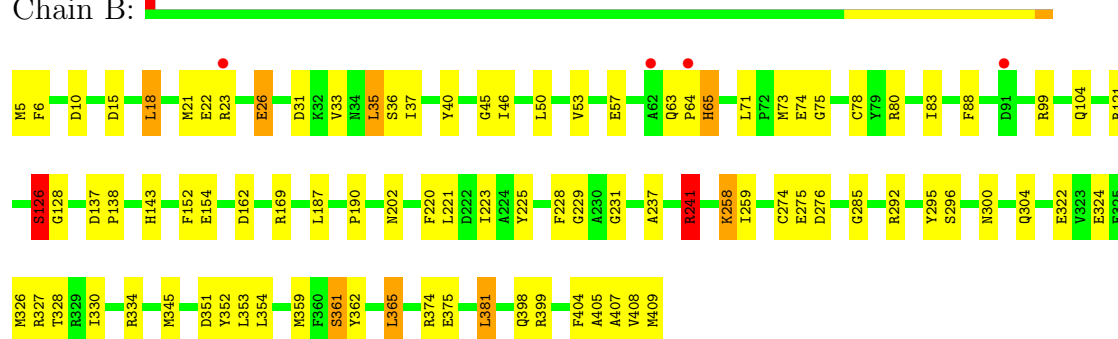 Chain B:
M5 F6 D10 D15 L18 M21 E22 R23 E26 D31 K32 V33 N34 L35 S36 I37 Y40 G45 I46 L50 V53 E57 A62 Q63 P64 H65 L71 P72 M73 E74 G75 C78 Y79 R80 I83 F88 D91 R99 Q104
S126 G128 D137 P138 H143 F152 E154 D162 R169 L187 P190 N202 F220 L221 D222 I223 A224 Y225 F228 G229 A230 G231 A237 R241 K258 I259 C274 E275 D276 G285 R292 Y295 S296 N300 Q304 E322 V323 E324
M326 R327 T328 R329 I330 R334 M345 D351 Y352 L353 L354 M359 F360 S361 Y362 L365 R374 E375 L381 Q398 R399 F404 A405 A407 V408 M409